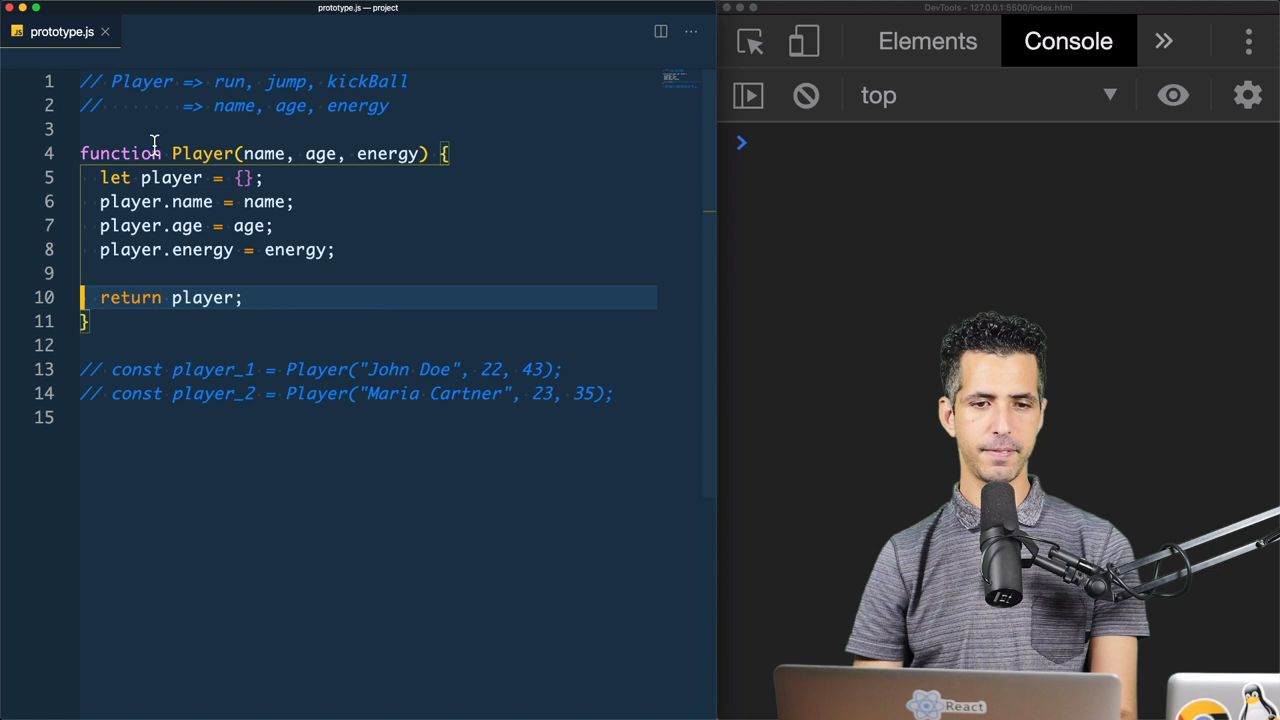 prototype.js — project
DevTools - 127.0.0.1:5500/index.html
JS prototype.js
Elements
Console
top
1 // Player => run, jump, kickBall
2 // => name, age, energy
3
4 function Player(name, age, energy) {
5 let player = {};
6 player.name = name;
7 player.age = age;
8 player.energy = energy;
9
10 return player;
11 }
12
13 // const player_1 = Player("John Doe", 22, 43);
14 // const player_2 = Player("Maria Cartner", 23, 35);
15
React